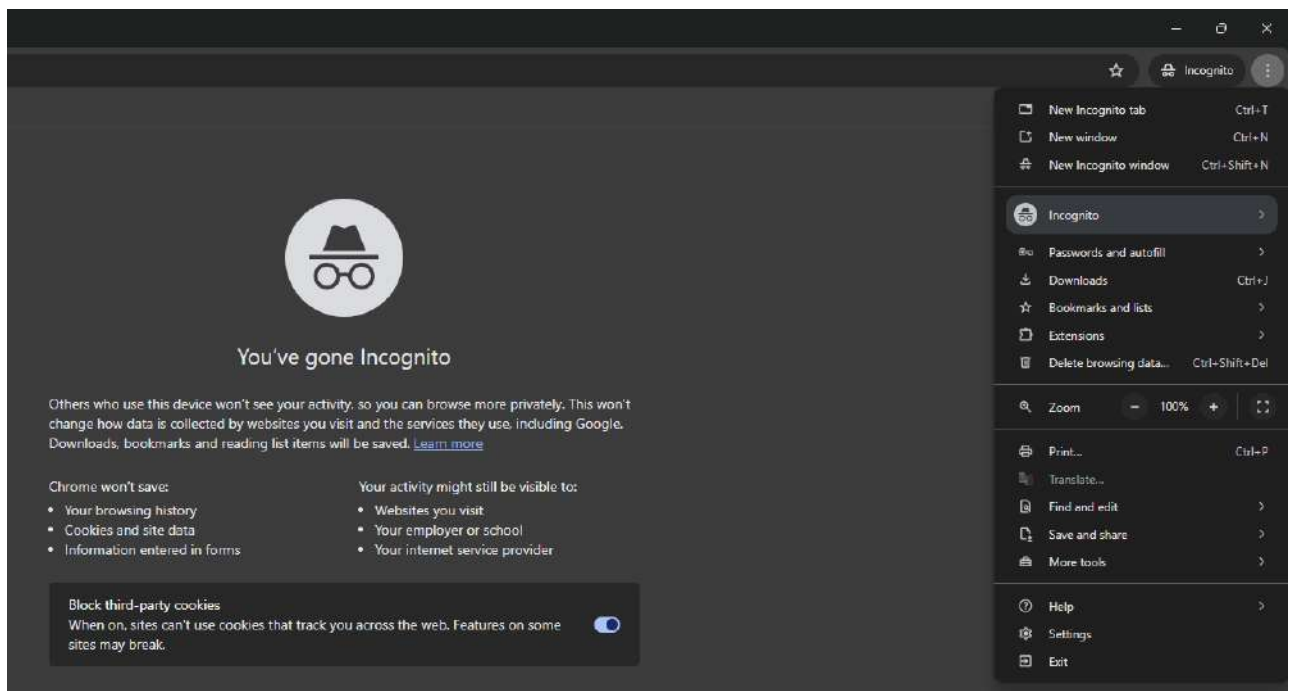 Incognito
New Incognito tab Ctrl+T
New window Ctrl+N
New Incognito window Ctrl+Shift+N
Incognito
Passwords and autofill
Downloads Ctrl+J
Bookmarks and lists
Extensions
Delete browsing data... Ctrl+Shift+Del
Zoom - 100% +
Print... Ctrl+P
Translate...
Find and edit
Save and share
More tools
Help
Settings
Exit
You've gone Incognito
Others who use this device won't see your activity, so you can browse more privately. This won't
change how data is collected by websites you visit and the services they use, including Google.
Downloads, bookmarks and reading list items will be saved. Learn more
Chrome won't save:
• Your browsing history
• Cookies and site data
• Information entered in forms
Your activity might still be visible to:
• Websites you visit
• Your employer or school
• Your internet service provider
Block third-party cookies
When on, sites can't use cookies that track you across the web. Features on some
sites may break.